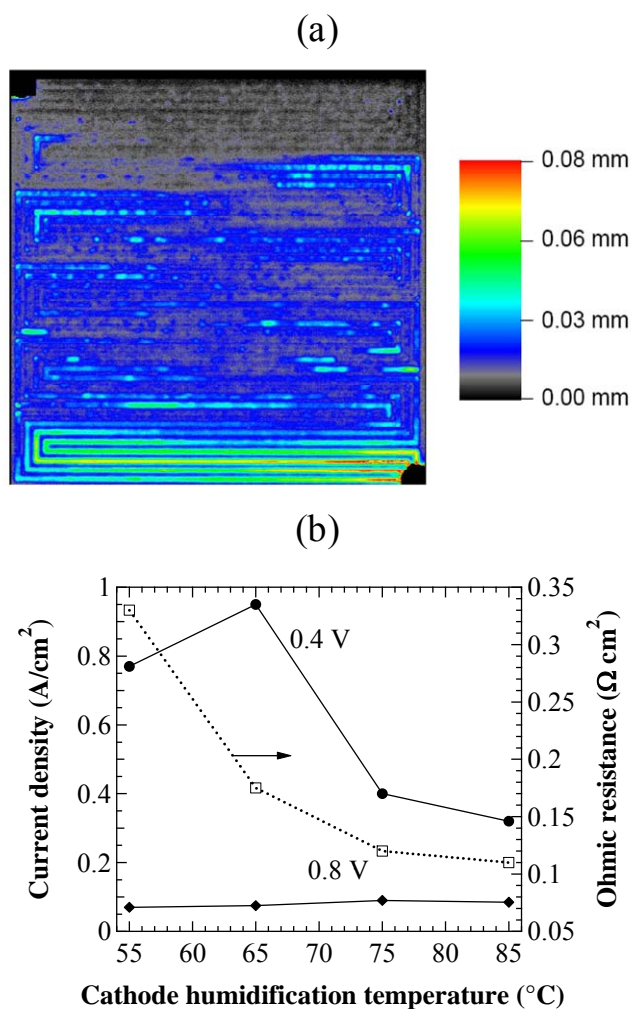 (a)
0.08 mm
0.06 mm
0.03 mm
0.00 mm
(b)
Current density (A/cm²)
1
0.8
0.6
0.4
0.2
0
0.4 V
0.8 V
0.35
0.3
0.25
0.2
0.15
0.1
0.05
Ohmic resistance (Ω cm²)
55 60 65 70 75 80 85
Cathode humidification temperature (°C)